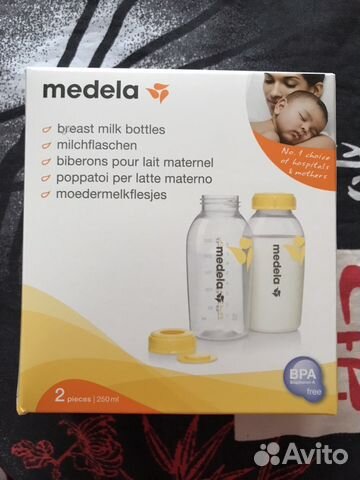 medela
breast milk bottles
milchflaschen
biberons pour lait maternel
poppatoi per latte materno
moedermelkflesjes
No. 1 choice
of hospitals
& mothers
medela
medela
2 pieces | 250 ml
BPA
Bisphenol-A
free
Avito